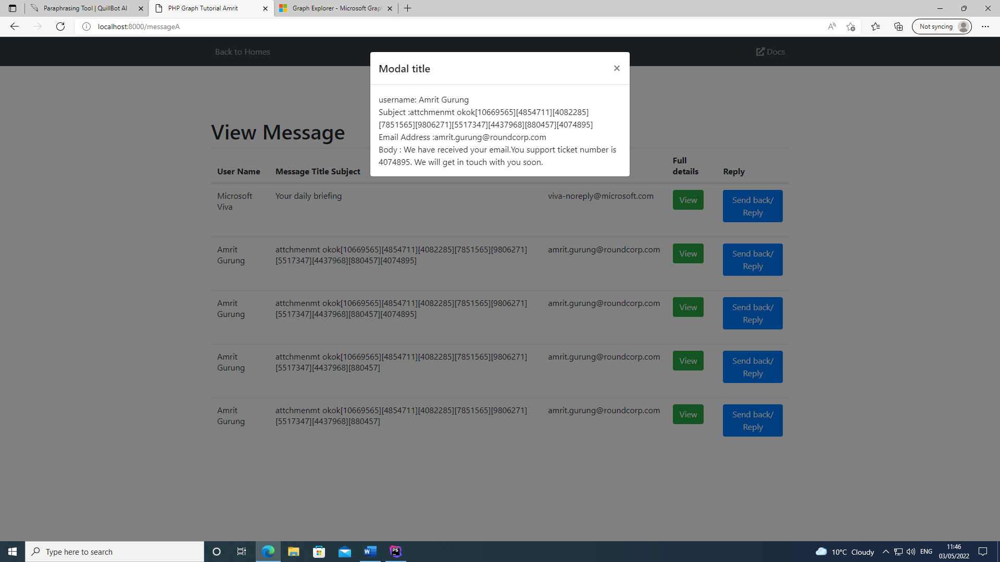 Paraphrasing Tool | QuillBot AI
PHP Graph Tutorial Amrit
Graph Explorer - Microsoft Grap
localhost:8000/messageA
Not syncing
Back to Homes
Docs
Modal title
username: Amrit Gurung
Subject :attchmenmt okok[10669565][4854711][4082285]
[7851565][9806271][5517347][4437968][880457][4074895]
Email Address :amrit.gurung@roundcorp.com
Body : We have received your email.You support ticket number is
4074895. We will get in touch with you soon.
View Message
User Name Message Title Subject Full details Reply
Microsoft Viva
Your daily briefing
viva-noreply@microsoft.com
View
Send back/
Reply
Amrit
Gurung
attchmenmt okok[10669565][4854711][4082285][7851565][9806271]
[5517347][4437968][880457][4074895]
amrit.gurung@roundcorp.com
View
Send back/
Reply
Amrit
Gurung
attchmenmt okok[10669565][4854711][4082285][7851565][9806271]
[5517347][4437968][880457][4074895]
amrit.gurung@roundcorp.com
View
Send back/
Reply
Amrit
Gurung
attchmenmt okok[10669565][4854711][4082285][7851565][9806271]
[5517347][4437968][880457]
amrit.gurung@roundcorp.com
View
Send back/
Reply
Amrit
Gurung
attchmenmt okok[10669565][4854711][4082285][7851565][9806271]
[5517347][4437968][880457]
amrit.gurung@roundcorp.com
View
Send back/
Reply
Type here to search
W
PS
10°C Cloudy
ENG
11:46
03/05/2022